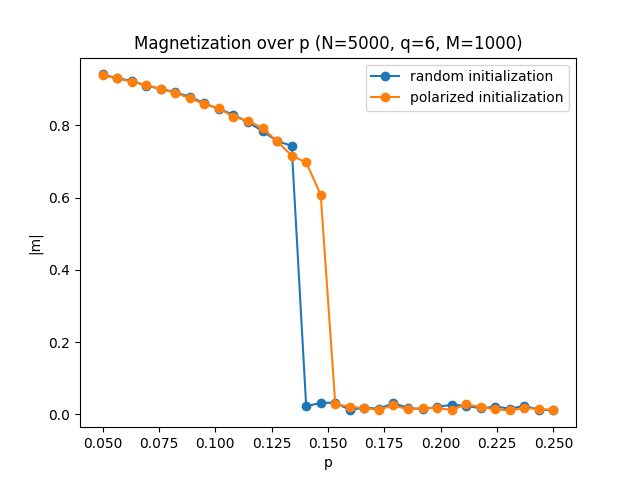 Magnetization over p (N=5000, q=6, M=1000)
random initialization
polarized initialization
|m|
0.8
0.6
0.4
0.2
0.0
0.050 0.075 0.100 0.125 0.150 0.175 0.200 0.225 0.250
p